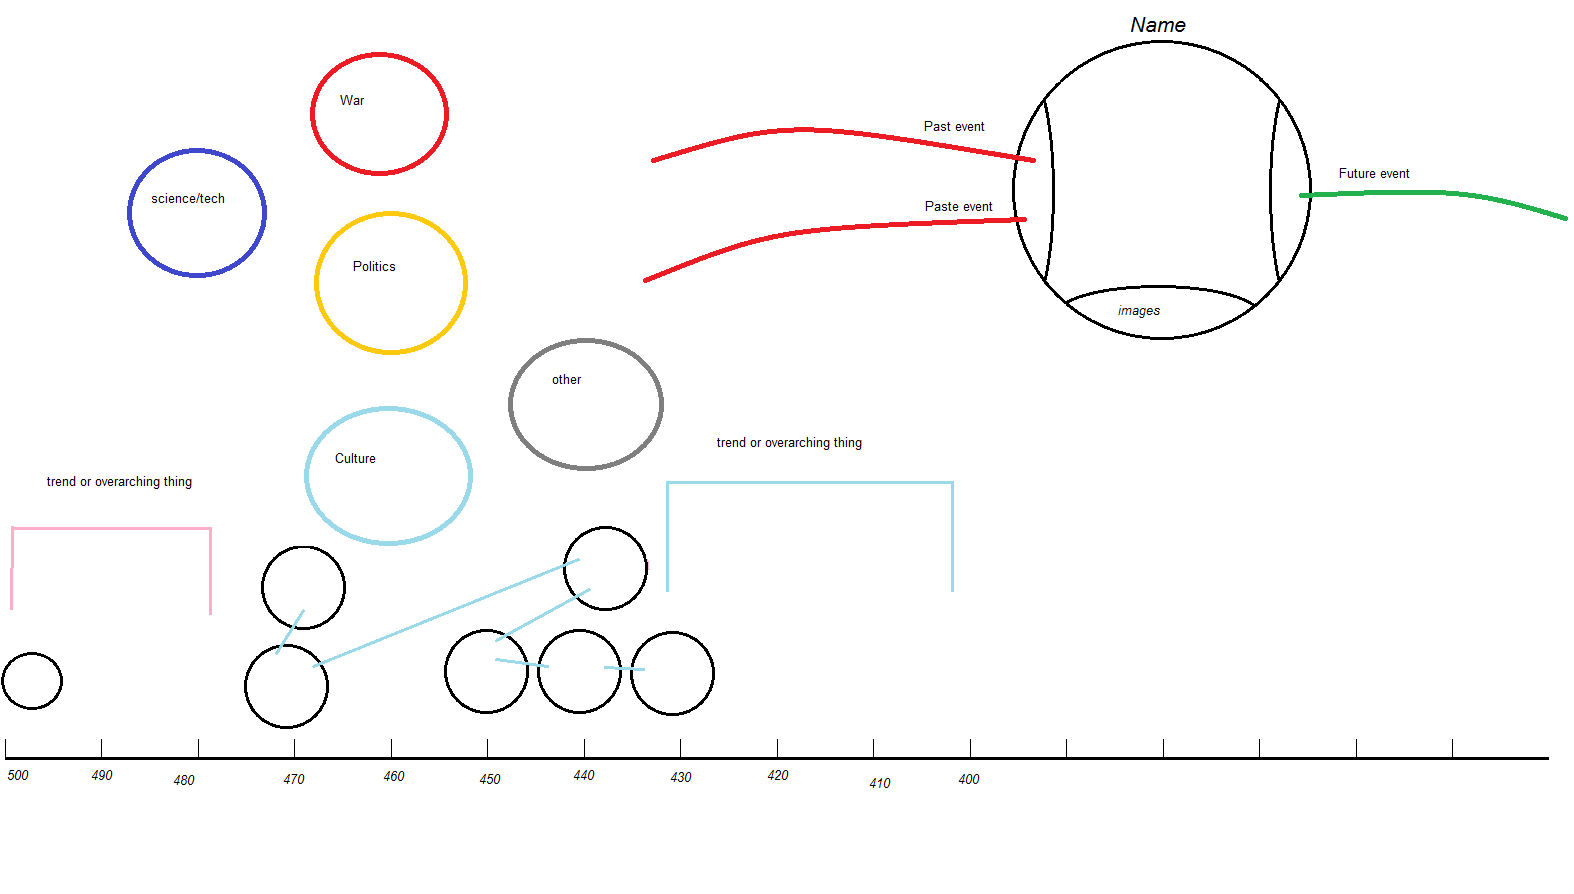 Name
War
Past event
Future event
science/tech
Paste event
Politics
images
other
trend or overarching thing
Culture
trend or overarching thing
500 490 480 470 460 450 440 430 420 410 400